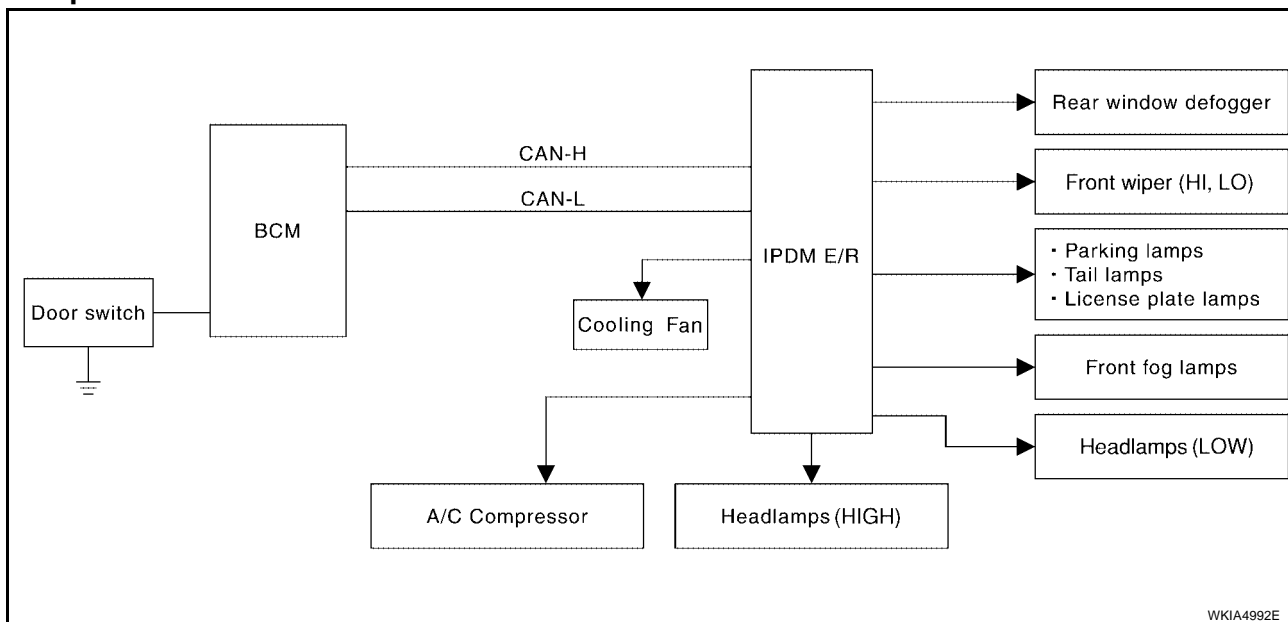 CAN-H
CAN-L
BCM
Door switch
IPDM E/R
Cooling Fan
A/C Compressor
Headlamps (HIGH)
Rear window defogger
Front wiper (HI, LO)
· Parking lamps
· Tail lamps
· License plate lamps
Front fog lamps
Headlamps (LOW)
WKIA4992E